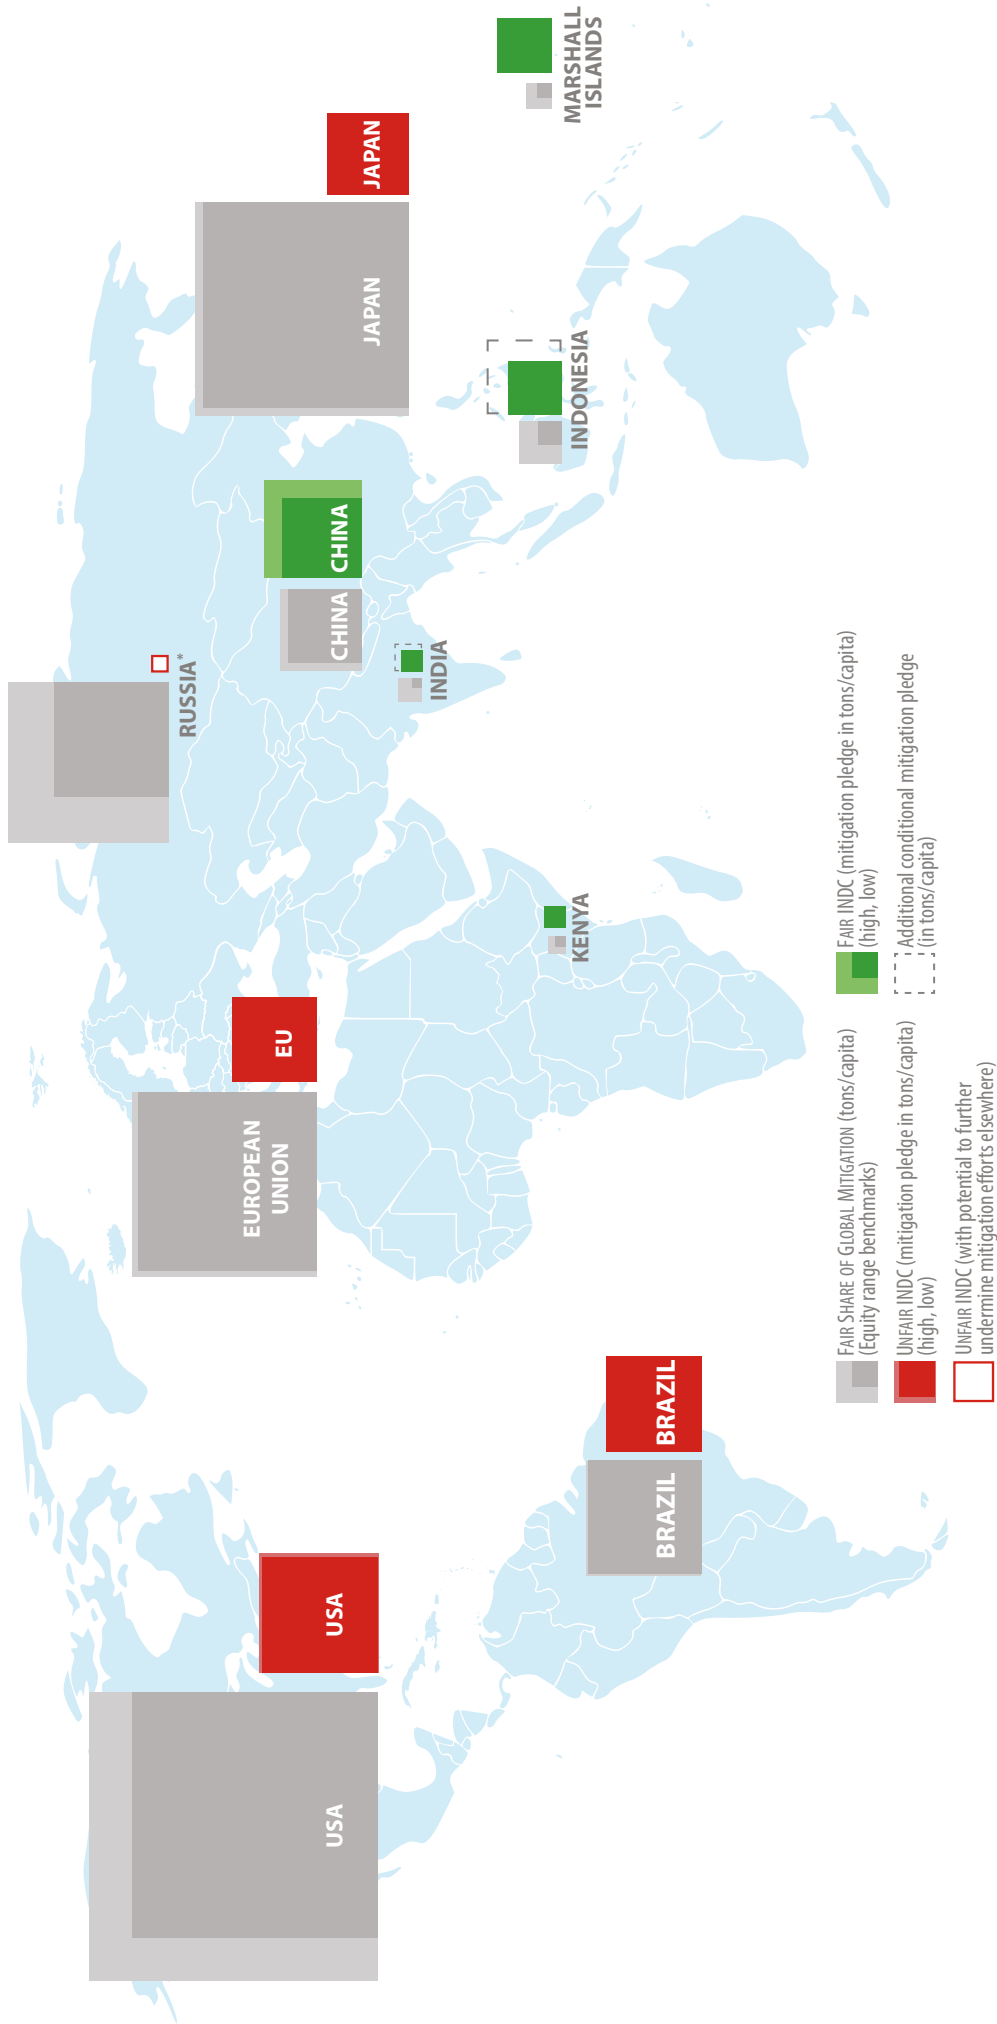 RUSSIA*
USA
USA
EUROPEAN
UNION
EU
CHINA
CHINA
JAPAN
JAPAN
INDIA
KENYA
INDONESIA
MARSHALL
ISLANDS
BRAZIL
BRAZIL
FAIR SHARE OF GLOBAL MITIGATION (tons/capita)
(Equity range benchmarks)
UNFAIR INDC (mitigation pledge in tons/capita)
(high, low)
UNFAIR INDC (with potential to further
undermine mitigation efforts elsewhere)
FAIR INDC (mitigation pledge in tons/capita)
(high, low)
Additional conditional mitigation pledge
(in tons/capita)